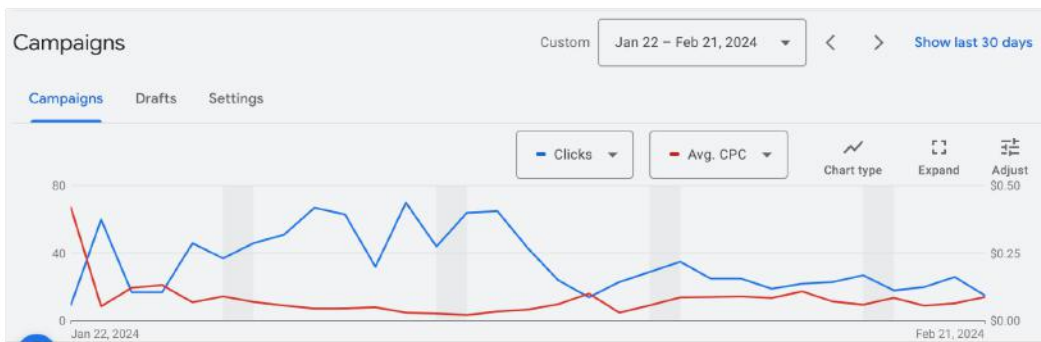 Campaigns
Custom
Jan 22 – Feb 21, 2024
Show last 30 days
Campaigns
Drafts
Settings
Clicks
Avg. CPC
Chart type
Expand
Adjust
80
$0.50
40
$0.25
0
$0.00
Jan 22, 2024
Feb 21, 2024